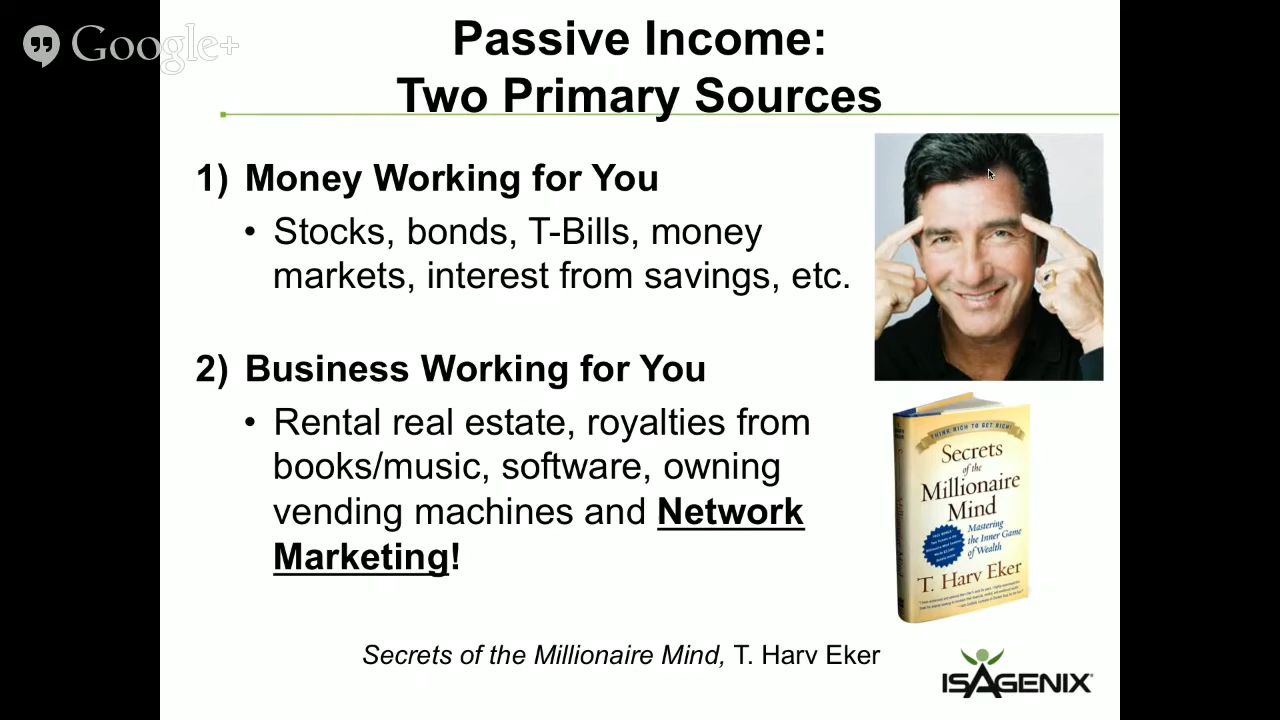 Google+
Passive Income:
Two Primary Sources
1) Money Working for You
• Stocks, bonds, T-Bills, money
markets, interest from savings, etc.
2) Business Working for You
• Rental real estate, royalties from
books/music, software, owning
vending machines and Network
Marketing!
THINK RICH TO GET RICH!
Secrets
of the
Millionaire
Mind
Mastering
the Inner Game
of Wealth
T. Harv Eker
Secrets of the Millionaire Mind, T. Harv Eker
ISAGENIX